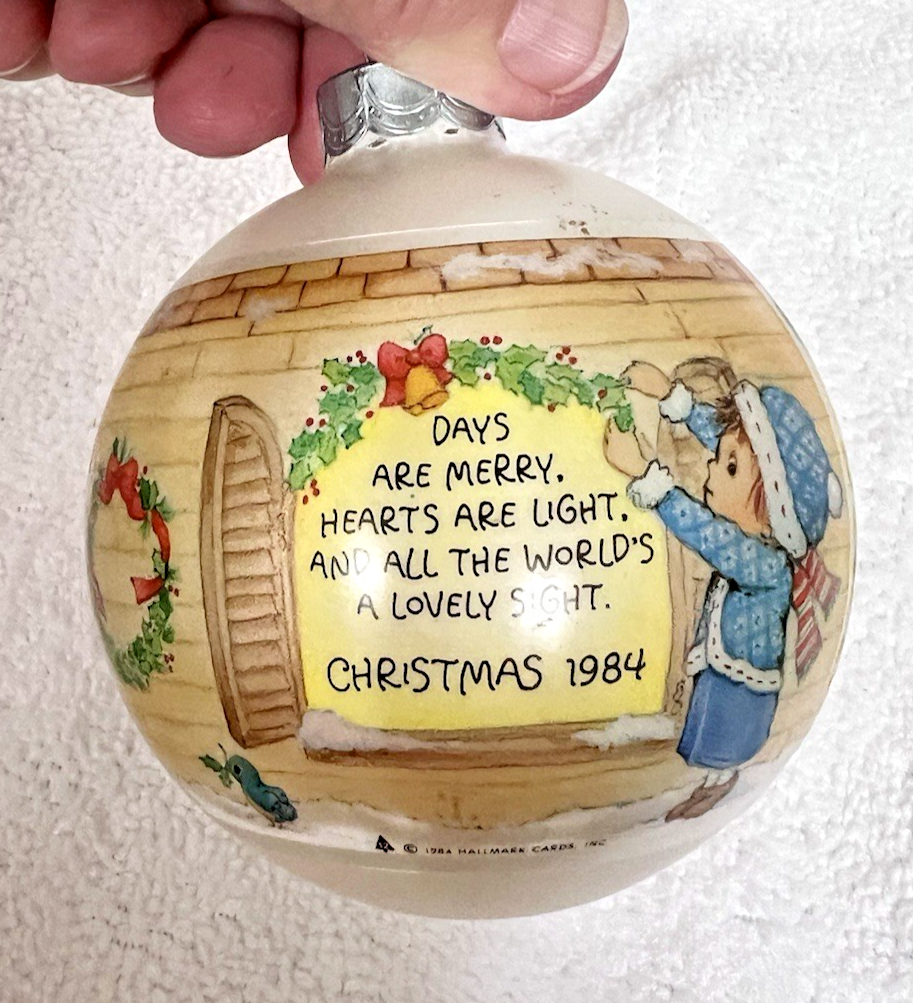 DAYS
ARE MERRY.
HEARTS ARE LIGHT.
AND ALL THE WORLD'S
A LOVELY SIGHT.
CHRISTMAS 1984
© 1984 HALLMARK CARDS, INC